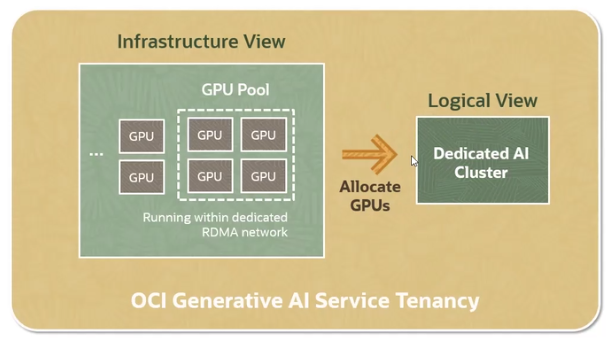 Infrastructure View
GPU Pool
...
GPU
GPU
GPU
GPU
GPU
GPU
Running within dedicated
RDMA network
Allocate
GPUs
Logical View
Dedicated AI
Cluster
OCI Generative AI Service Tenancy